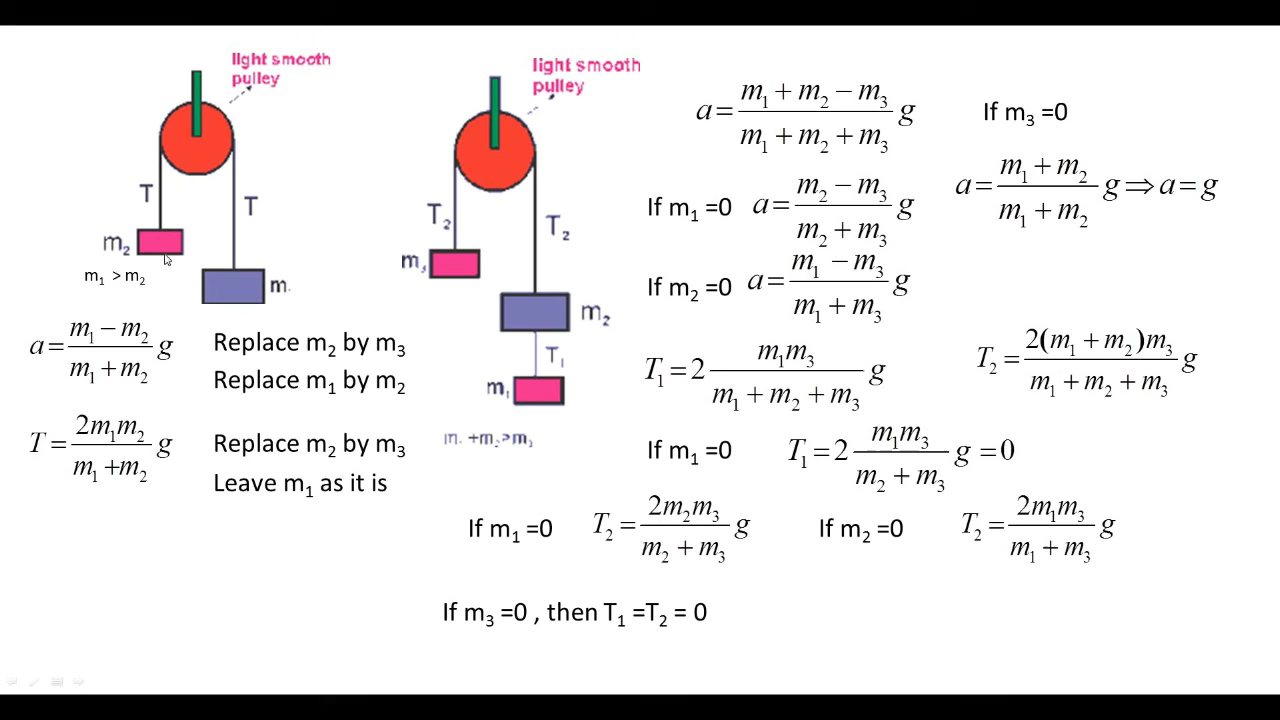 light smooth
pulley
T
T
m₂
m₁ > m₂
m
a = (m₁ − m₂)/(m₁ + m₂) g
Replace m₂ by m₃
Replace m₁ by m₂
T = 2m₁m₂/(m₁ + m₂) g
Replace m₂ by m₃
Leave m₁ as it is
light smooth
pulley
T₂
T₂
m₃
m₂
T₁
m₁
m. +m₂>m₃
a = (m₁ + m₂ − m₃)/(m₁ + m₂ + m₃) g
If m₃ =0
a = (m₁ + m₂)/(m₁ + m₂) g ⇒ a = g
If m₁ =0 a = (m₂ − m₃)/(m₂ + m₃) g
If m₂ =0 a = (m₁ − m₃)/(m₁ + m₃) g
T₁ = 2 m₁m₃/(m₁ + m₂ + m₃) g
T₂ = 2(m₁ + m₂)m₃/(m₁ + m₂ + m₃) g
If m₁ =0 T₁ = 2 m₁m₃/(m₂ + m₃) g = 0
If m₁ =0 T₂ = 2m₂m₃/(m₂ + m₃) g
If m₂ =0 T₂ = 2m₁m₃/(m₁ + m₃) g
If m₃ =0 , then T₁ =T₂ = 0